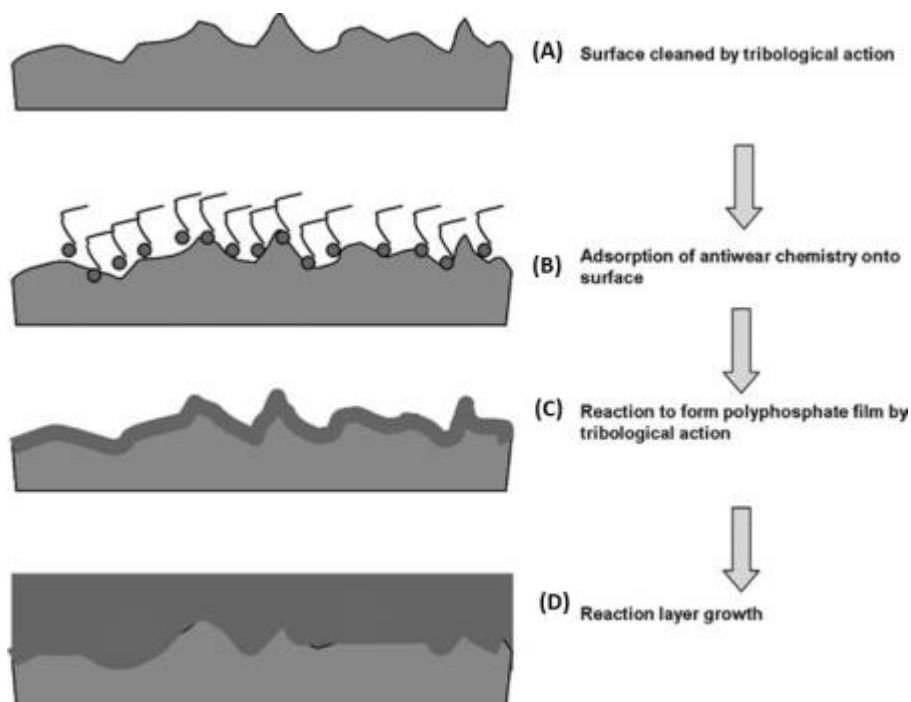 (A) Surface cleaned by tribological action
(B) Adsorption of antiwear chemistry onto
surface
(C) Reaction to form polyphosphate film by
tribological action
(D) Reaction layer growth